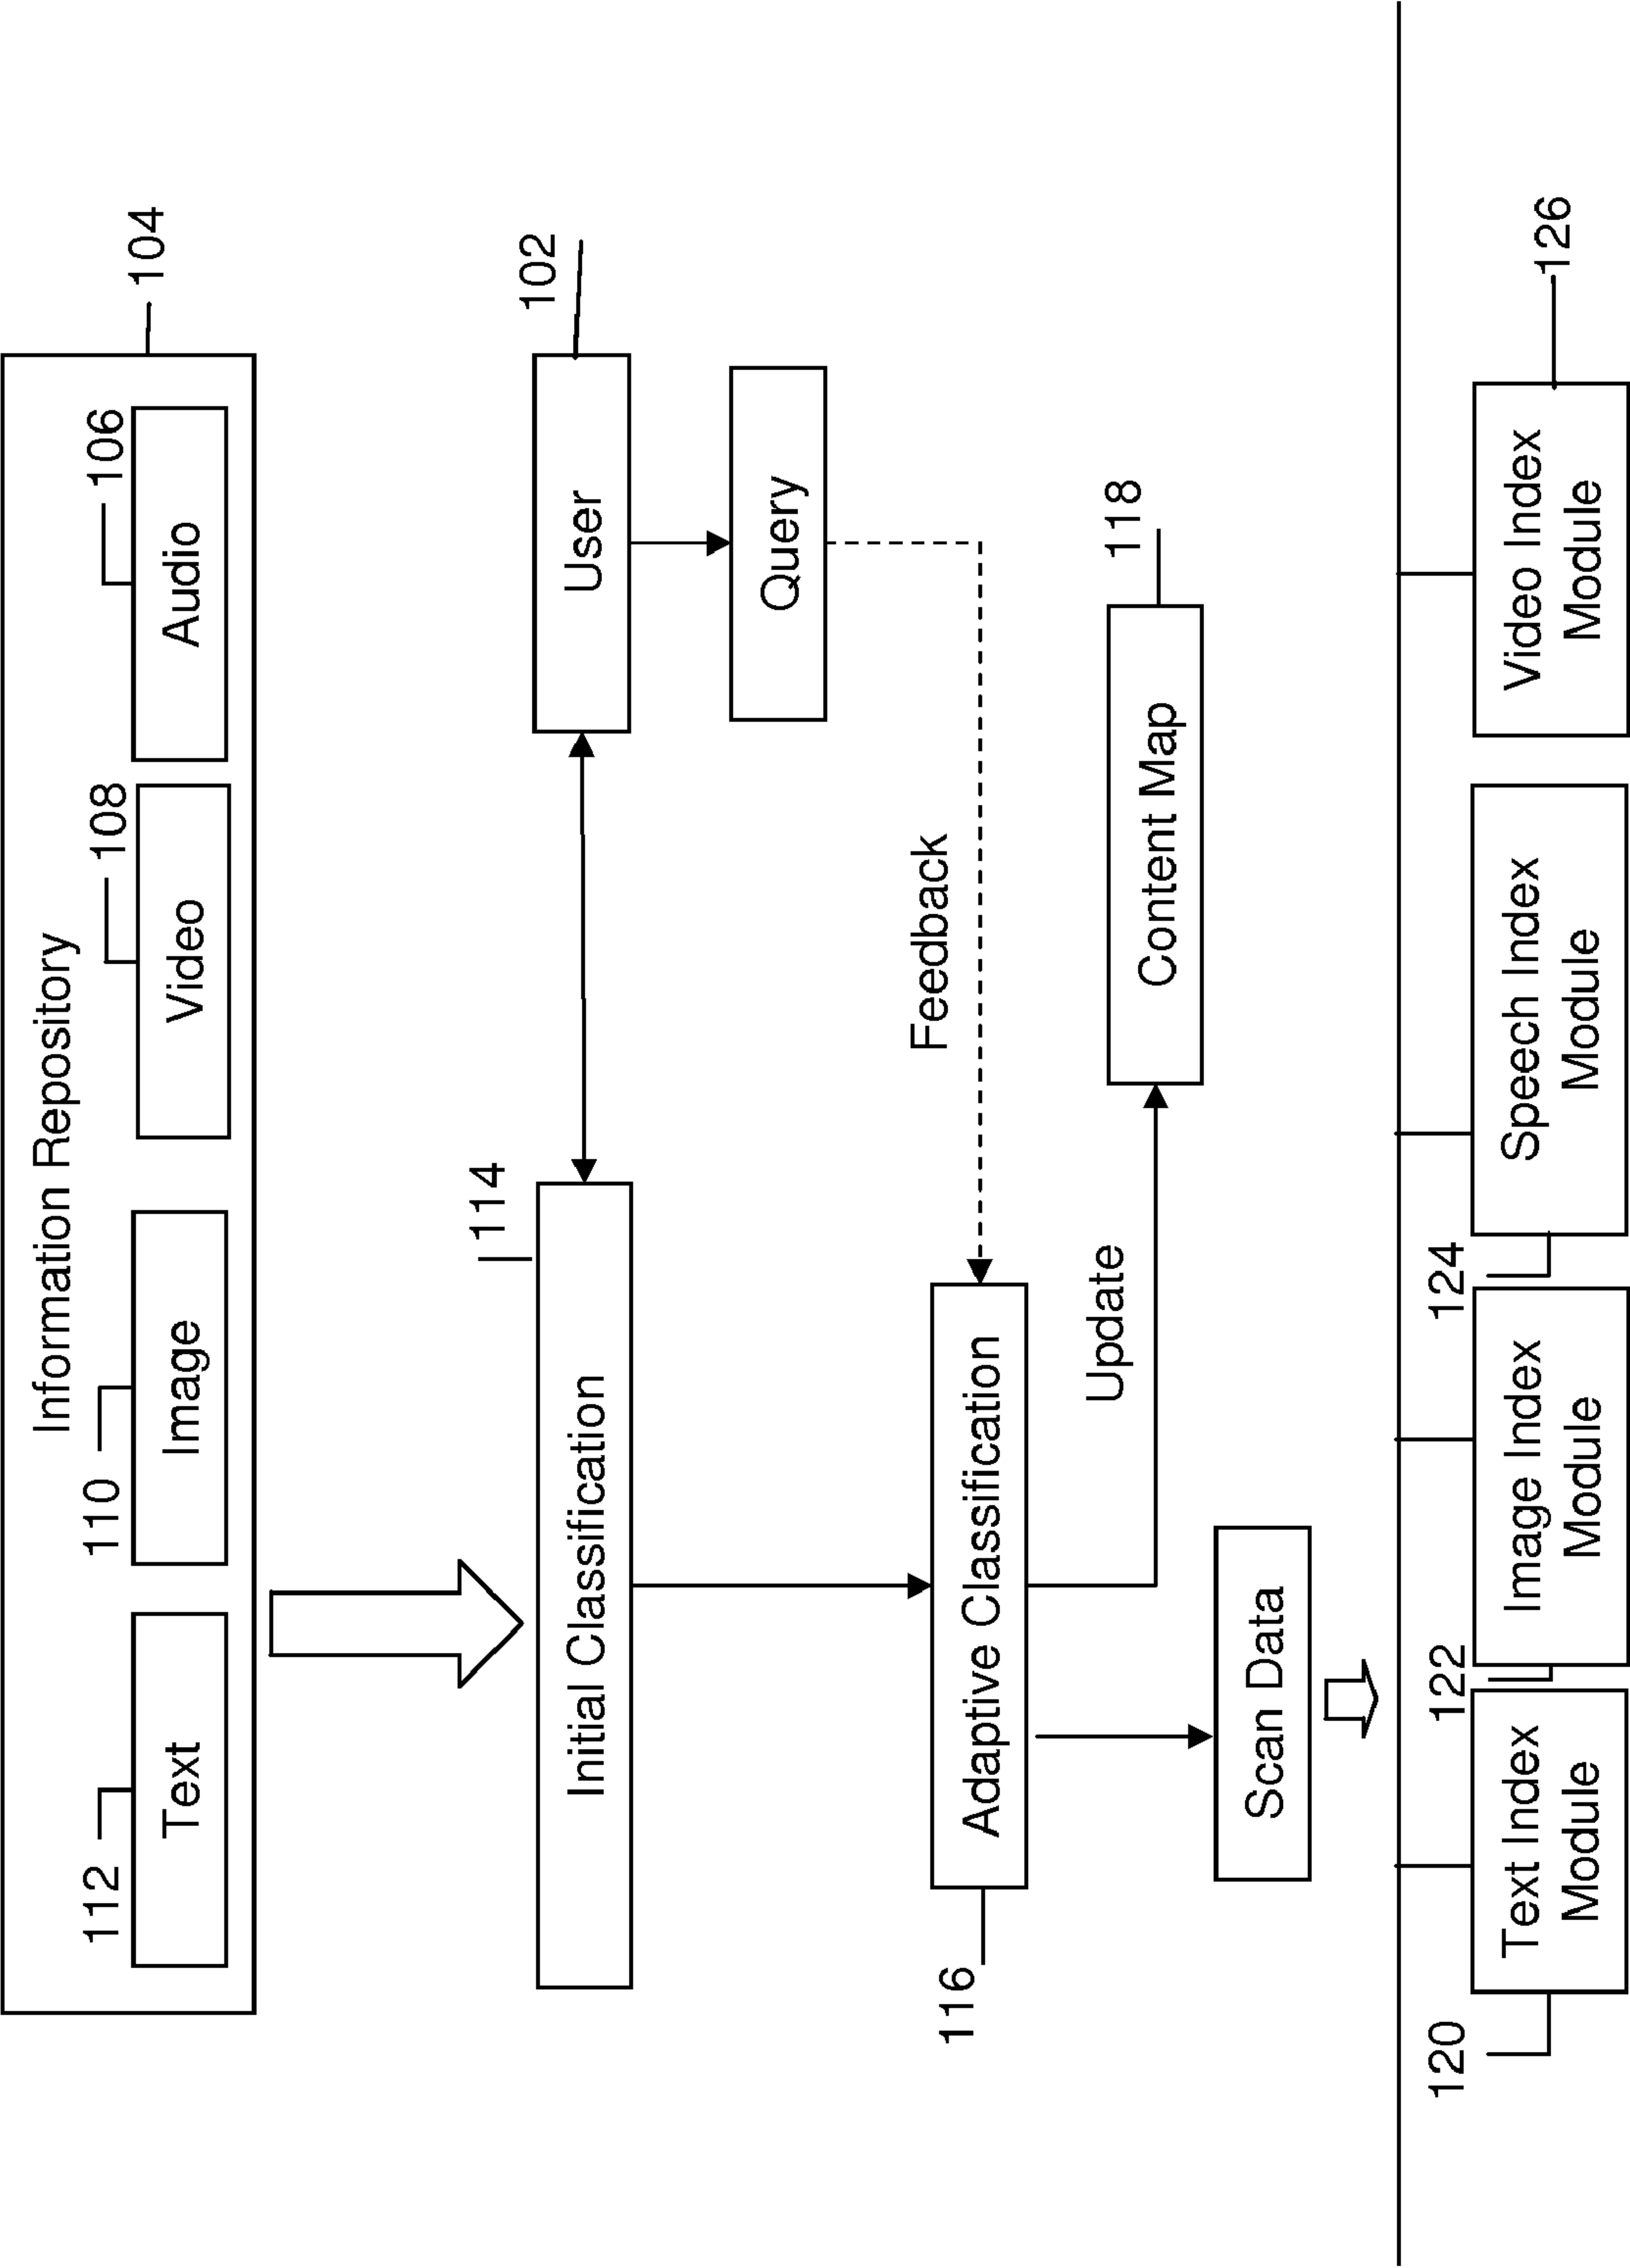 Information Repository
104
112
110
108
106
Text
Image
Video
Audio
114
102
Initial Classification
User
Query
Feedback
116
Adaptive Classification
Update
118
Content Map
Scan Data
120
122
124
126
Text Index
Module
Image Index
Module
Speech Index
Module
Video Index
Module